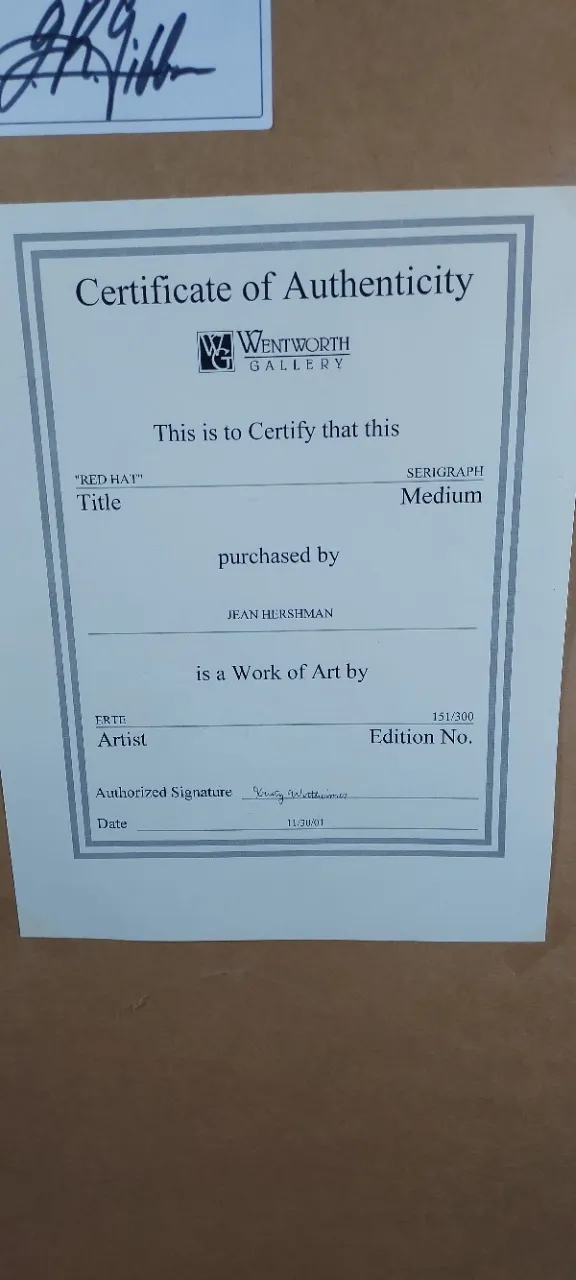 Certificate of Authenticity
WG WENTWORTH
GALLERY
This is to Certify that this
"RED HAT" SERIGRAPH
Title Medium
purchased by
JEAN HERSHMAN
is a Work of Art by
ERTE 151/300
Artist Edition No.
Authorized Signature
Date 11/30/01